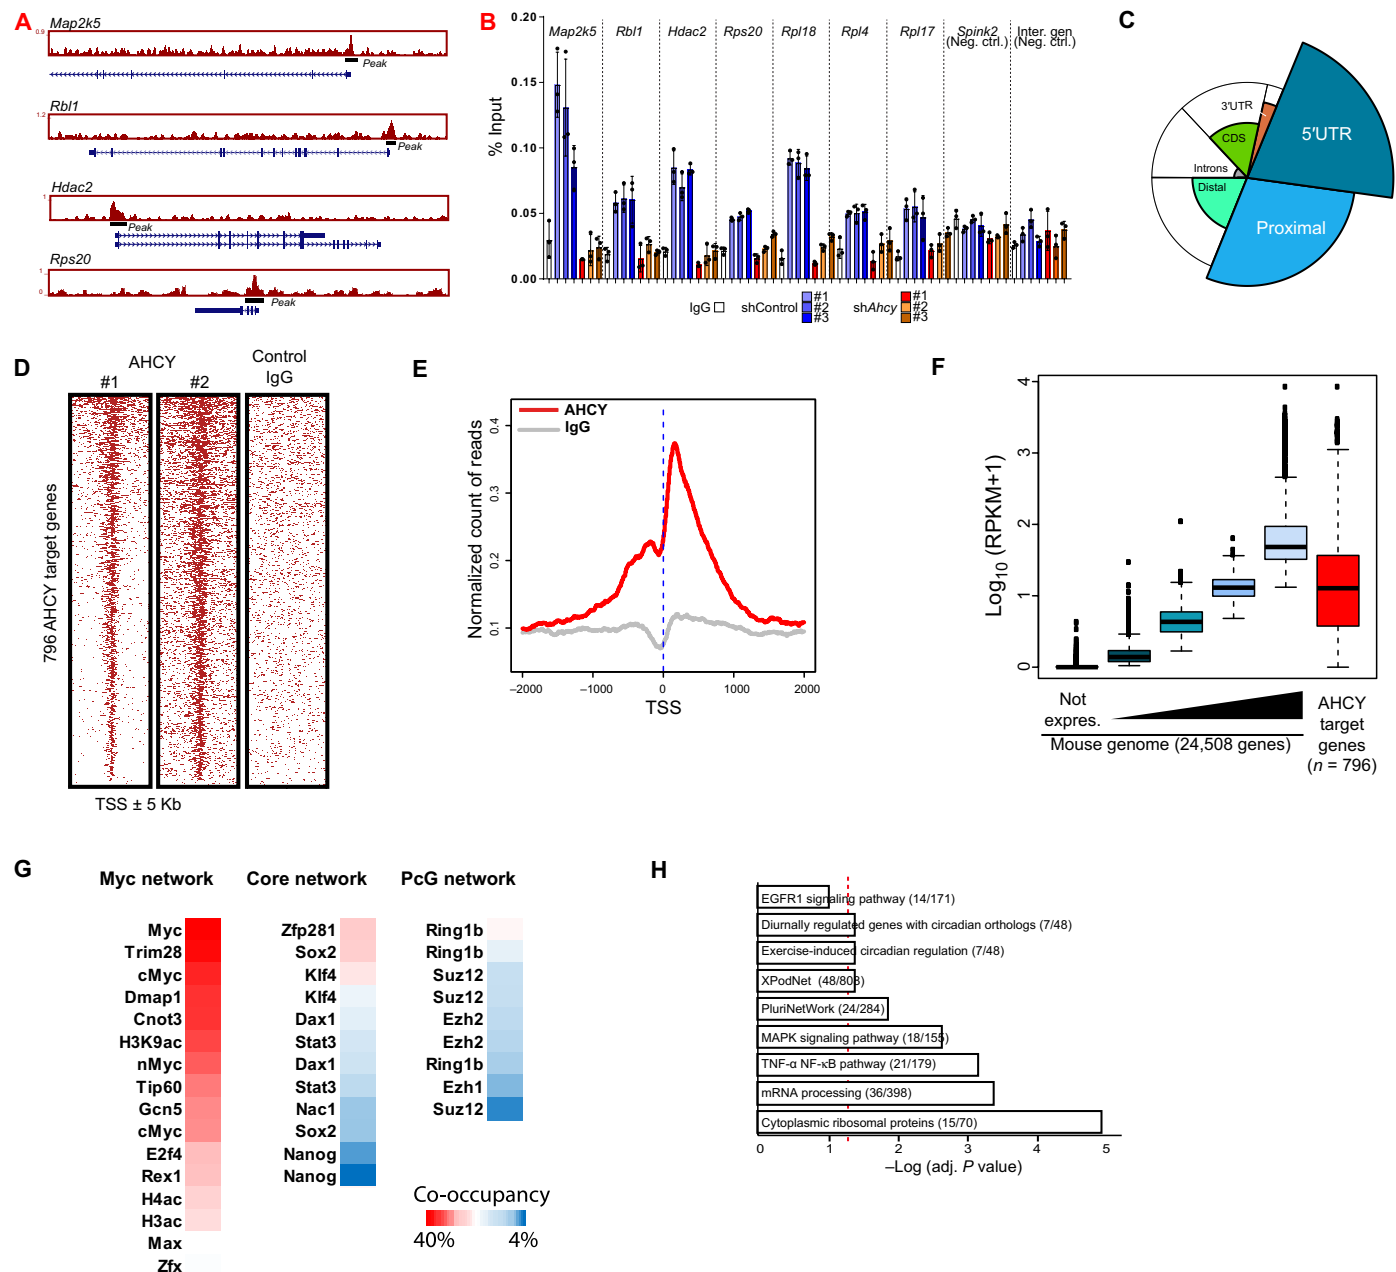 A
Map2k5
0.9
Peak
Rbl1
1.2
Peak
Hdac2
1
Peak
Rps20
1
0
Peak
B
% Input
0.20
0.15
0.10
0.05
0.00
Map2k5 Rbl1 Hdac2 Rps20 Rpl18 Rpl4 Rpl17 Spink2 Inter. gen
(Neg. ctrl.) (Neg. ctrl.)
IgG shControl #1 #2 #3 shAhcy #1 #2 #3
C
3′UTR
5′UTR
CDS
Introns
Distal
Proximal
D
AHCY
#1 #2
Control
IgG
796 AHCY target genes
TSS ± 5 Kb
E
AHCY
IgG
Normalized count of reads
0.4
0.3
0.2
0.1
−2000 −1000 0 1000 2000
TSS
F
Log10 (RPKM+1)
4
3
2
1
0
Not
expres.
Mouse genome (24,508 genes)
AHCY
target
genes
(n = 796)
G
Myc network
Myc
Trim28
cMyc
Dmap1
Cnot3
H3K9ac
nMyc
Tip60
Gcn5
cMyc
E2f4
Rex1
H4ac
H3ac
Max
Zfx
Core network
Zfp281
Sox2
Klf4
Klf4
Dax1
Stat3
Dax1
Stat3
Nac1
Sox2
Nanog
Nanog
PcG network
Ring1b
Ring1b
Suz12
Suz12
Ezh2
Ezh2
Ring1b
Ezh1
Suz12
Co-occupancy
40% 4%
H
EGFR1 signaling pathway (14/171)
Diurnally regulated genes with circadian orthologs (7/48)
Exercise-induced circadian regulation (7/48)
XPodNet (48/808)
PluriNetWork (24/284)
MAPK signaling pathway (18/155)
TNF-α NF-κB pathway (21/179)
mRNA processing (36/398)
Cytoplasmic ribosomal proteins (15/70)
0 1 2 3 4 5
−Log (adj. P value)